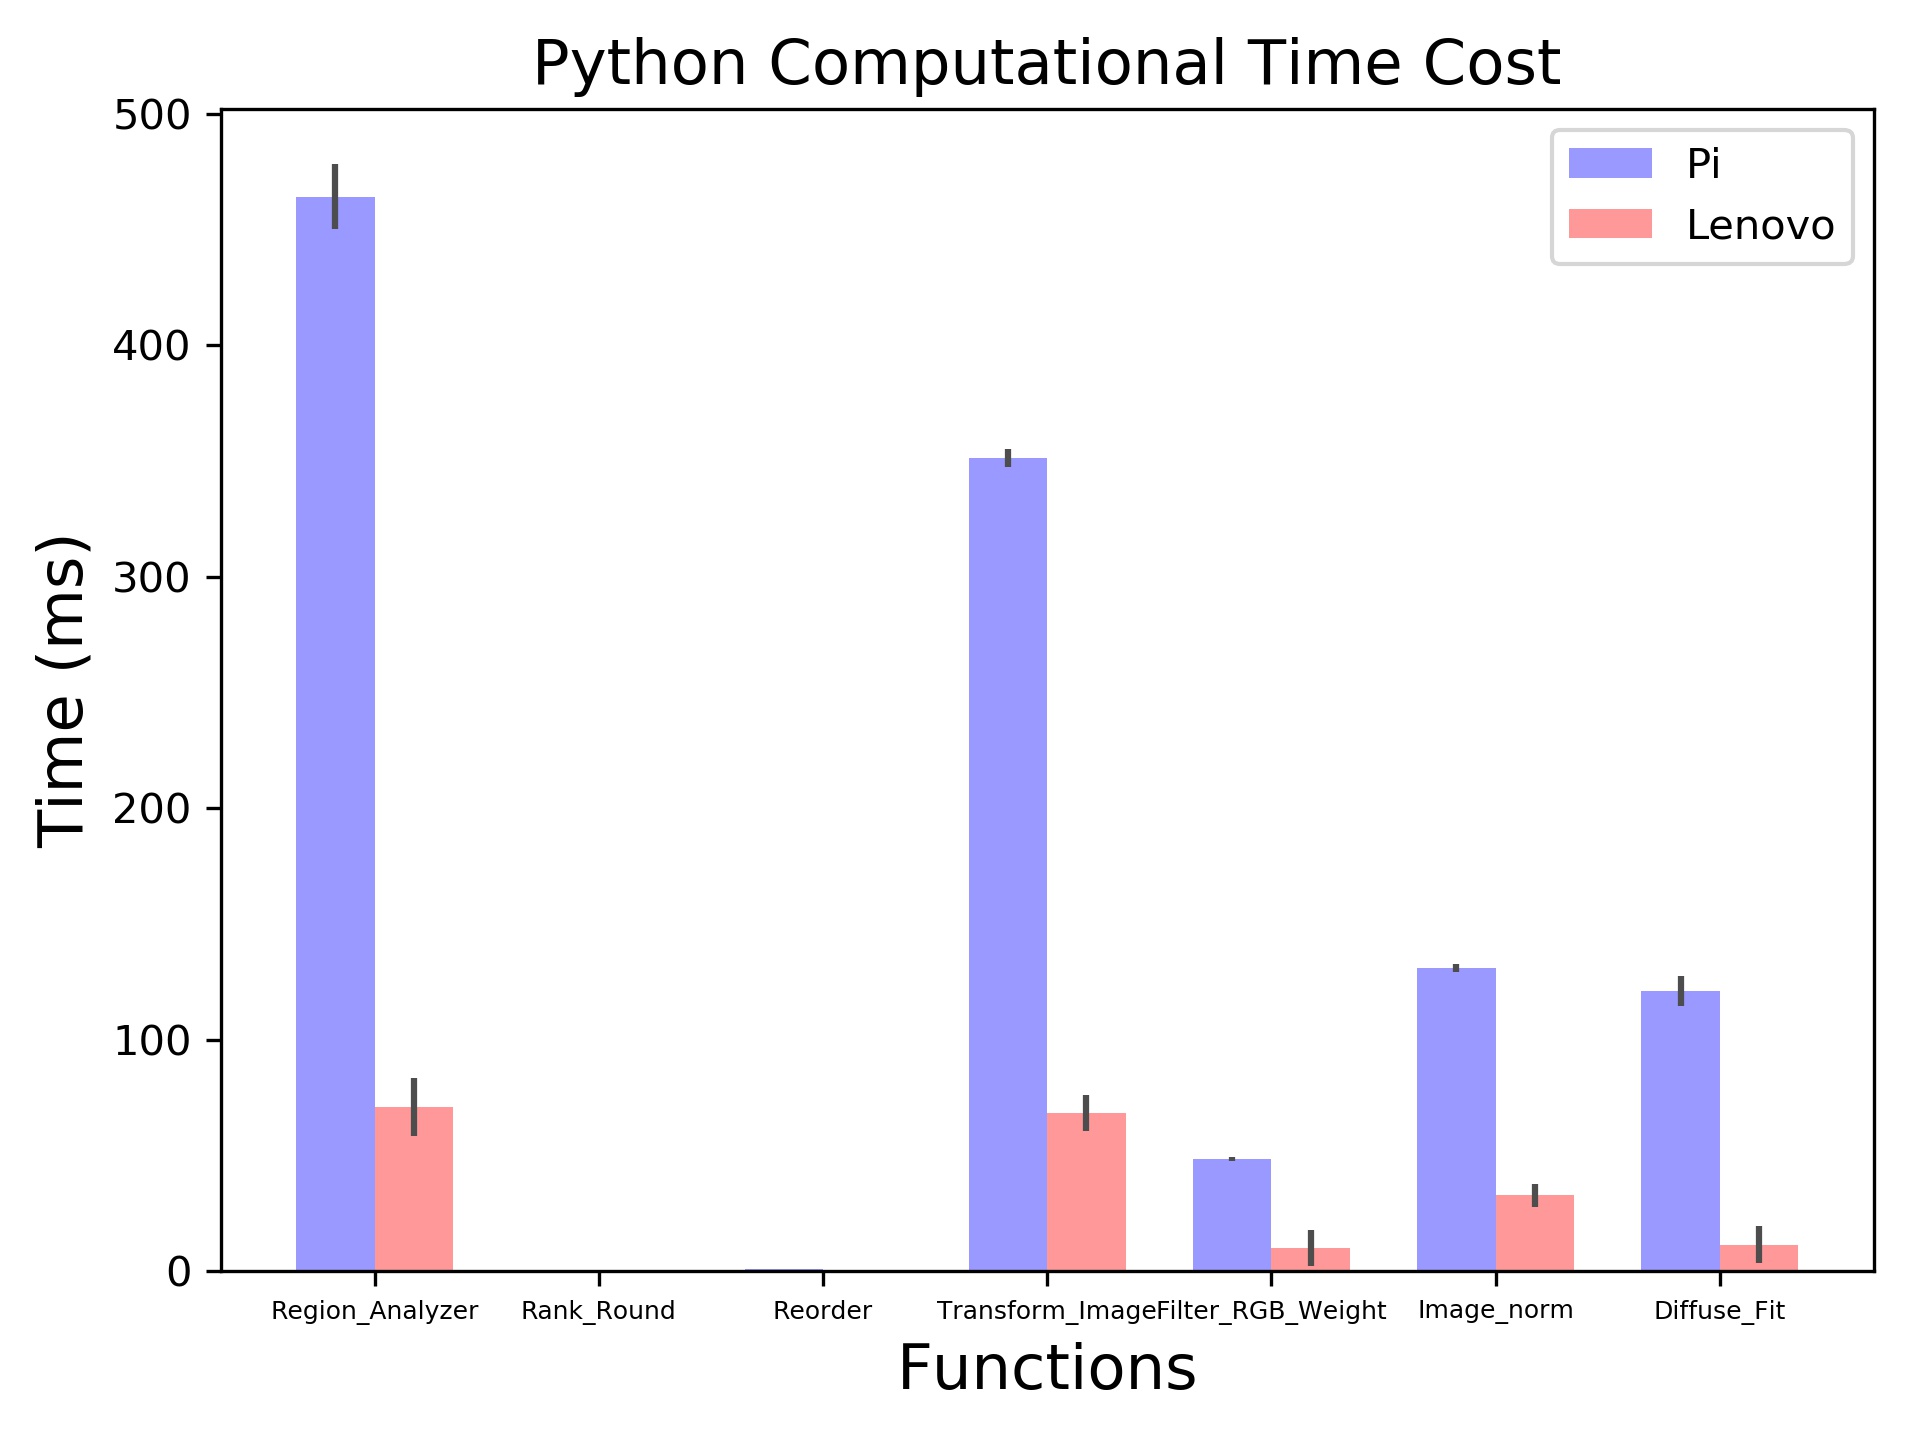 Python Computational Time Cost
Pi
Lenovo
Time (ms)
500
400
300
200
100
0
Region_Analyzer Rank_Round Reorder Transform_Image Filter_RGB_Weight Image_norm Diffuse_Fit
Functions